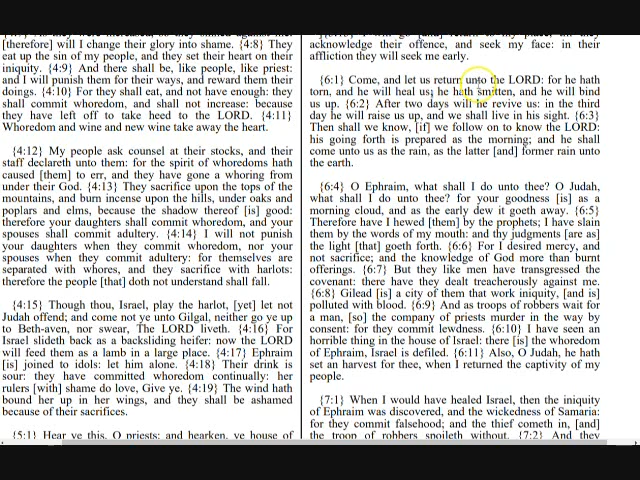 [therefore] will I change their glory into shame. {4:8} They
eat up the sin of my people, and they set their heart on their
iniquity. {4:9} And there shall be, like people, like priest:
and I will punish them for their ways, and reward them their
doings. {4:10} For they shall eat, and not have enough: they
shall commit whoredom, and shall not increase: because
they have left off to take heed to the LORD. {4:11}
Whoredom and wine and new wine take away the heart.
{4:12} My people ask counsel at their stocks, and their
staff declareth unto them: for the spirit of whoredoms hath
caused [them] to err, and they have gone a whoring from
under their God. {4:13} They sacrifice upon the tops of the
mountains, and burn incense upon the hills, under oaks and
poplars and elms, because the shadow thereof [is] good:
therefore your daughters shall commit whoredom, and your
spouses shall commit adultery. {4:14} I will not punish
your daughters when they commit whoredom, nor your
spouses when they commit adultery: for themselves are
separated with whores, and they sacrifice with harlots:
therefore the people [that] doth not understand shall fall.
{4:15} Though thou, Israel, play the harlot, [yet] let not
Judah offend; and come not ye unto Gilgal, neither go ye up
to Beth-aven, nor swear, The LORD liveth. {4:16} For
Israel slideth back as a backsliding heifer: now the LORD
will feed them as a lamb in a large place. {4:17} Ephraim
[is] joined to idols: let him alone. {4:18} Their drink is
sour: they have committed whoredom continually: her
rulers [with] shame do love, Give ye. {4:19} The wind hath
bound her up in her wings, and they shall be ashamed
because of their sacrifices.
{5:1} Hear ye this, O priests; and hearken, ye house of
acknowledge their offence, and seek my face: in their
affliction they will seek me early.
{6:1} Come, and let us return unto the LORD: for he hath
torn, and he will heal us; he hath smitten, and he will bind
us up. {6:2} After two days will he revive us: in the third
day he will raise us up, and we shall live in his sight. {6:3}
Then shall we know, [if] we follow on to know the LORD:
his going forth is prepared as the morning; and he shall
come unto us as the rain, as the latter [and] former rain unto
the earth.
{6:4} O Ephraim, what shall I do unto thee? O Judah,
what shall I do unto thee? for your goodness [is] as a
morning cloud, and as the early dew it goeth away. {6:5}
Therefore have I hewed [them] by the prophets; I have slain
them by the words of my mouth: and thy judgments [are as]
the light [that] goeth forth. {6:6} For I desired mercy, and
not sacrifice; and the knowledge of God more than burnt
offerings. {6:7} But they like men have transgressed the
covenant: there have they dealt treacherously against me.
{6:8} Gilead [is] a city of them that work iniquity, [and is]
polluted with blood. {6:9} And as troops of robbers wait for
a man, [so] the company of priests murder in the way by
consent: for they commit lewdness. {6:10} I have seen an
horrible thing in the house of Israel: there [is] the whoredom
of Ephraim, Israel is defiled. {6:11} Also, O Judah, he hath
set an harvest for thee, when I returned the captivity of my
people.
{7:1} When I would have healed Israel, then the iniquity
of Ephraim was discovered, and the wickedness of Samaria:
for they commit falsehood; and the thief cometh in, [and]
the troop of robbers spoileth without. {7:2} And they